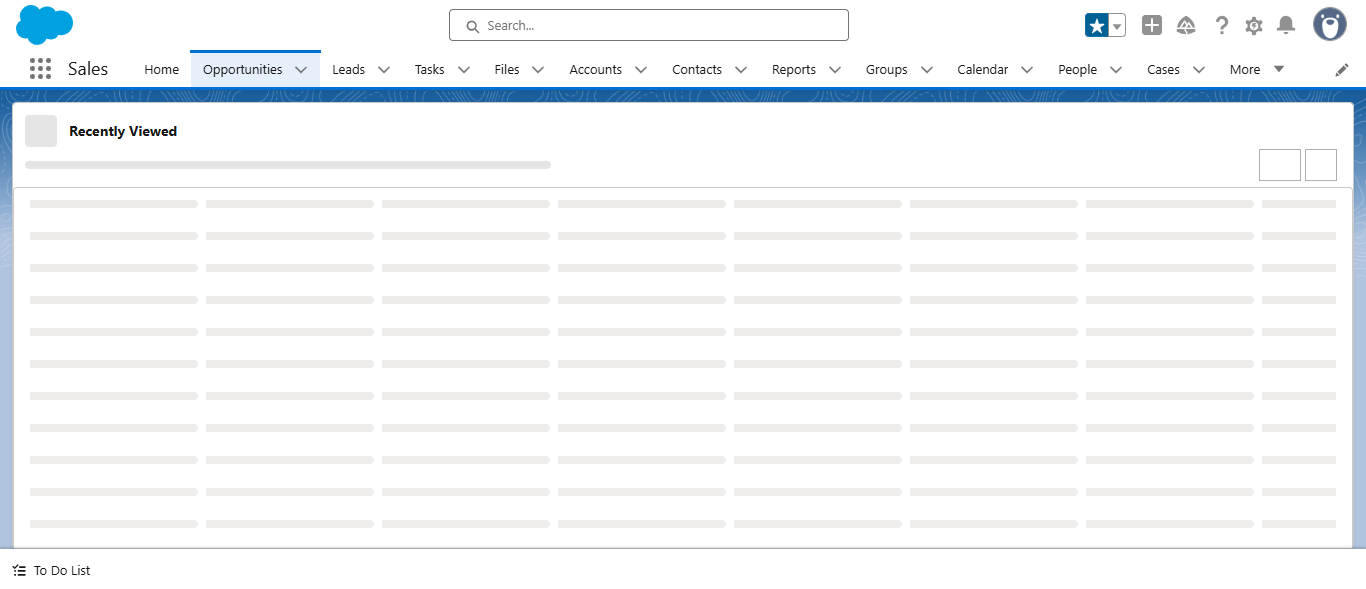 Search...
Sales
Home
Opportunities
Leads
Tasks
Files
Accounts
Contacts
Reports
Groups
Calendar
People
Cases
More
Recently Viewed
To Do List